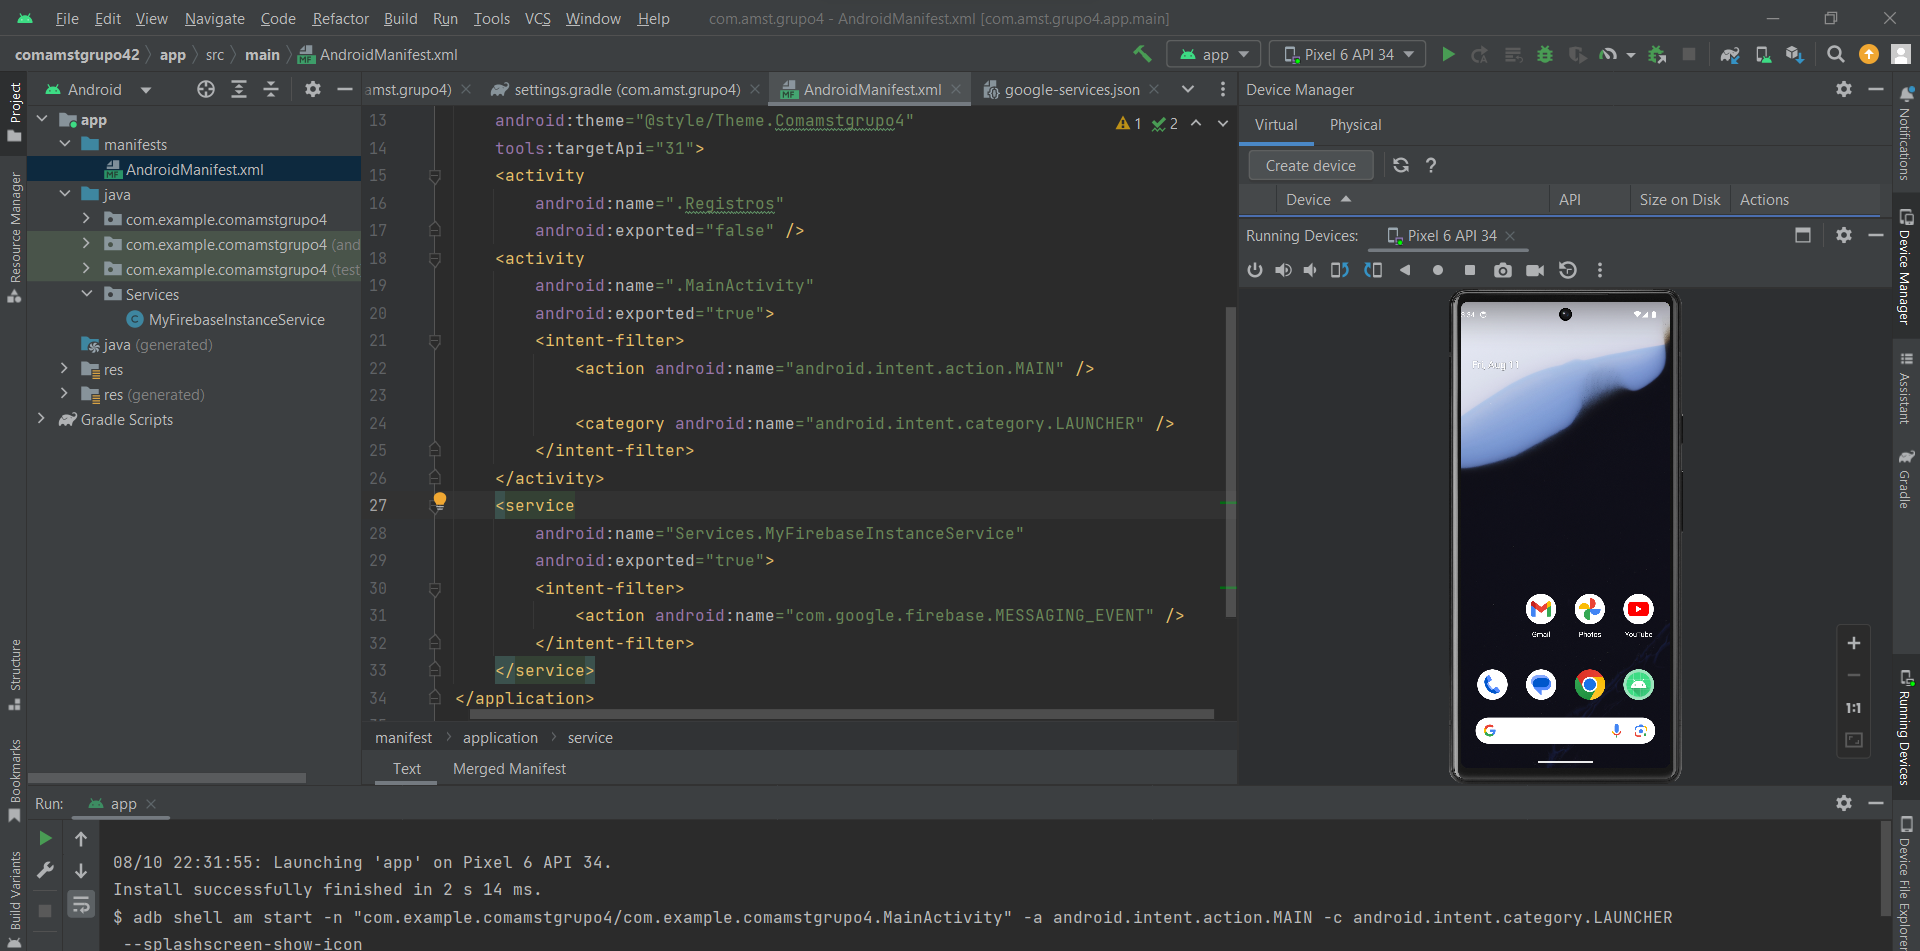 File Edit View Navigate Code Refactor Build Run Tools VCS Window Help com.amst.grupo4 - AndroidManifest.xml [com.amst.grupo4.app.main]
comamstgrupo42 app src main AndroidManifest.xml app Pixel 6 API 34
Project
Resource Manager
Structure
Bookmarks
Build Variants
Android
app
manifests
AndroidManifest.xml
java
com.example.comamstgrupo4
com.example.comamstgrupo4 (and
com.example.comamstgrupo4 (test
Services
MyFirebaseInstanceService
java (generated)
res
res (generated)
Gradle Scripts
amst.grupo4) settings.gradle (com.amst.grupo4) AndroidManifest.xml google-services.json
1 2
13 android:theme="@style/Theme.Comamstgrupo4"
14 tools:targetApi="31">
15 <activity
16 android:name=".Registros"
17 android:exported="false" />
18 <activity
19 android:name=".MainActivity"
20 android:exported="true">
21 <intent-filter>
22 <action android:name="android.intent.action.MAIN" />
23
24 <category android:name="android.intent.category.LAUNCHER" />
25 </intent-filter>
26 </activity>
27 <service
28 android:name="Services.MyFirebaseInstanceService"
29 android:exported="true">
30 <intent-filter>
31 <action android:name="com.google.firebase.MESSAGING_EVENT" />
32 </intent-filter>
33 </service>
34 </application>
manifest application service
Text Merged Manifest
Device Manager
Virtual Physical
Create device
Device API Size on Disk Actions
Running Devices: Pixel 6 API 34
Fri, Aug 11
Gmail Photos YouTube
1:1
Notifications
Device Manager
Assistant
Gradle
Running Devices
Device File Explorer
Run: app
08/10 22:31:55: Launching 'app' on Pixel 6 API 34.
Install successfully finished in 2 s 14 ms.
$ adb shell am start -n "com.example.comamstgrupo4/com.example.comamstgrupo4.MainActivity" -a android.intent.action.MAIN -c android.intent.category.LAUNCHER
--splashscreen-show-icon